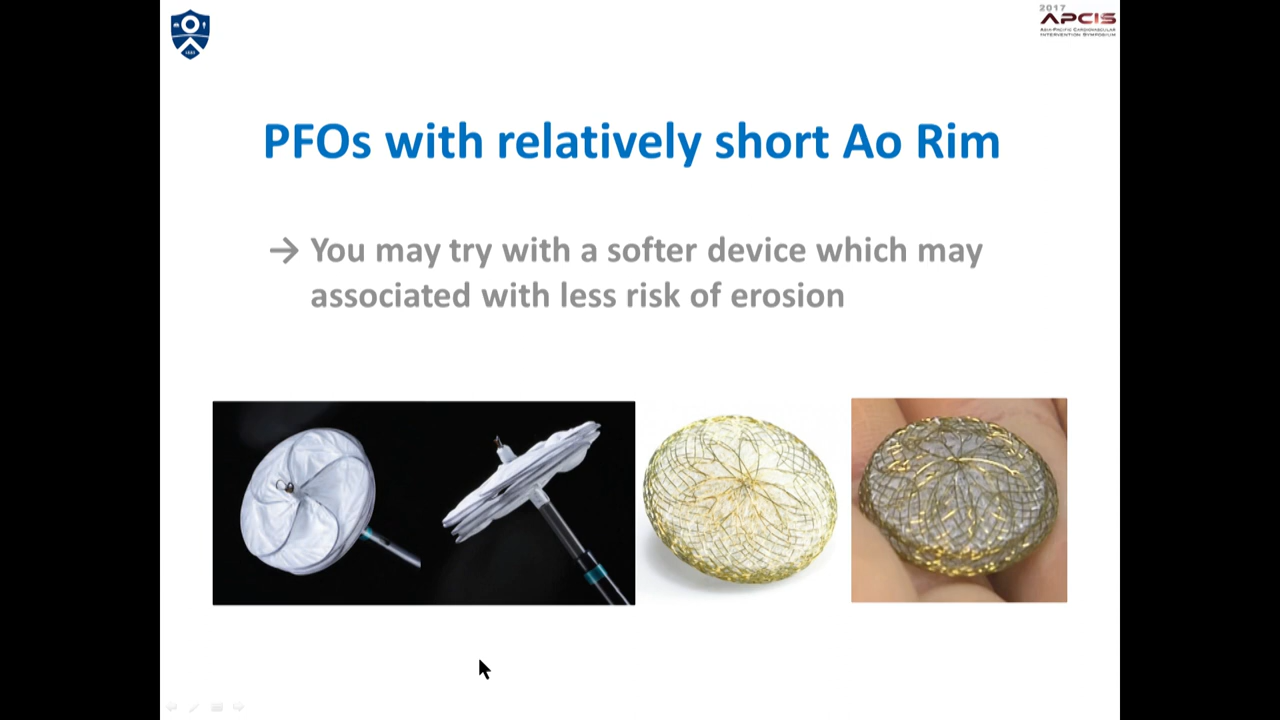 2017
APCIS
ASIA-PACIFIC CARDIOVASCULAR
INTERVENTION SYMPOSIUM
PFOs with relatively short Ao Rim
→ You may try with a softer device which may
associated with less risk of erosion